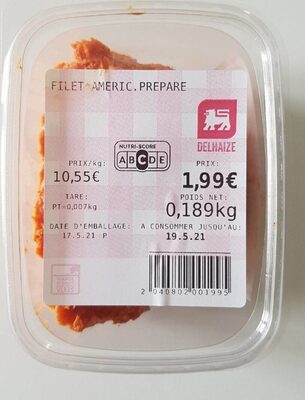 FILET AMERIC.PREPARE
DELHAIZE
NUTRI-SCORE
A B C D E
PRIX/kg: PRIX:
10,55€ 1,99€
TARE: POIDS NET:
PT=0,007kg 0,189kg
DATE D'EMBALLAGE: A CONSOMMER JUSQU'AU:
17.5.21 P 19.5.21
2 040802 001995